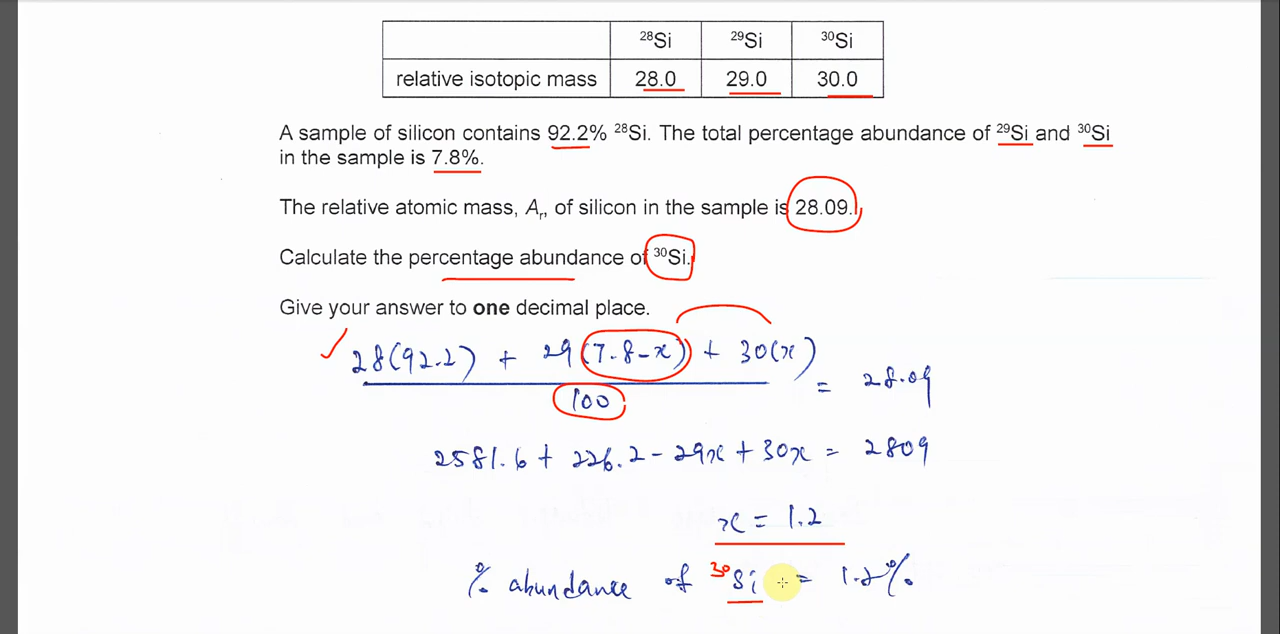 ²⁸Si ²⁹Si ³⁰Si
relative isotopic mass 28.0 29.0 30.0
A sample of silicon contains 92.2% ²⁸Si. The total percentage abundance of ²⁹Si and ³⁰Si
in the sample is 7.8%.
The relative atomic mass, Aᵣ, of silicon in the sample is 28.09.
Calculate the percentage abundance of ³⁰Si.
Give your answer to one decimal place.
28(92.2) + 29(7.8-x) + 30(x)
100
= 28.09
2581.6 + 226.2 - 29x + 30x = 2809
x = 1.2
% abundance of ³⁰Si = 1.2%